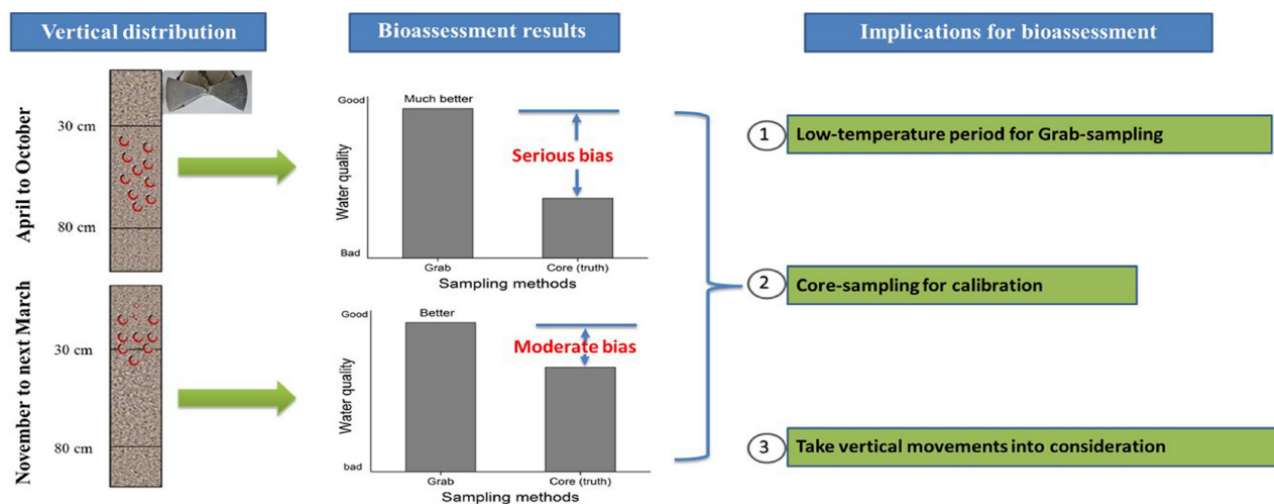 Vertical distribution
Bioassessment results
Implications for bioassessment
April to October
30 cm
80 cm
Good
Much better
Serious bias
Water quality
Bad
Grab
Core (truth)
Sampling methods
November to next March
30 cm
80 cm
Good
Better
Moderate bias
Water quality
bad
Grab
Core (truth)
Sampling methods
1
Low-temperature period for Grab-sampling
2
Core-sampling for calibration
3
Take vertical movements into consideration